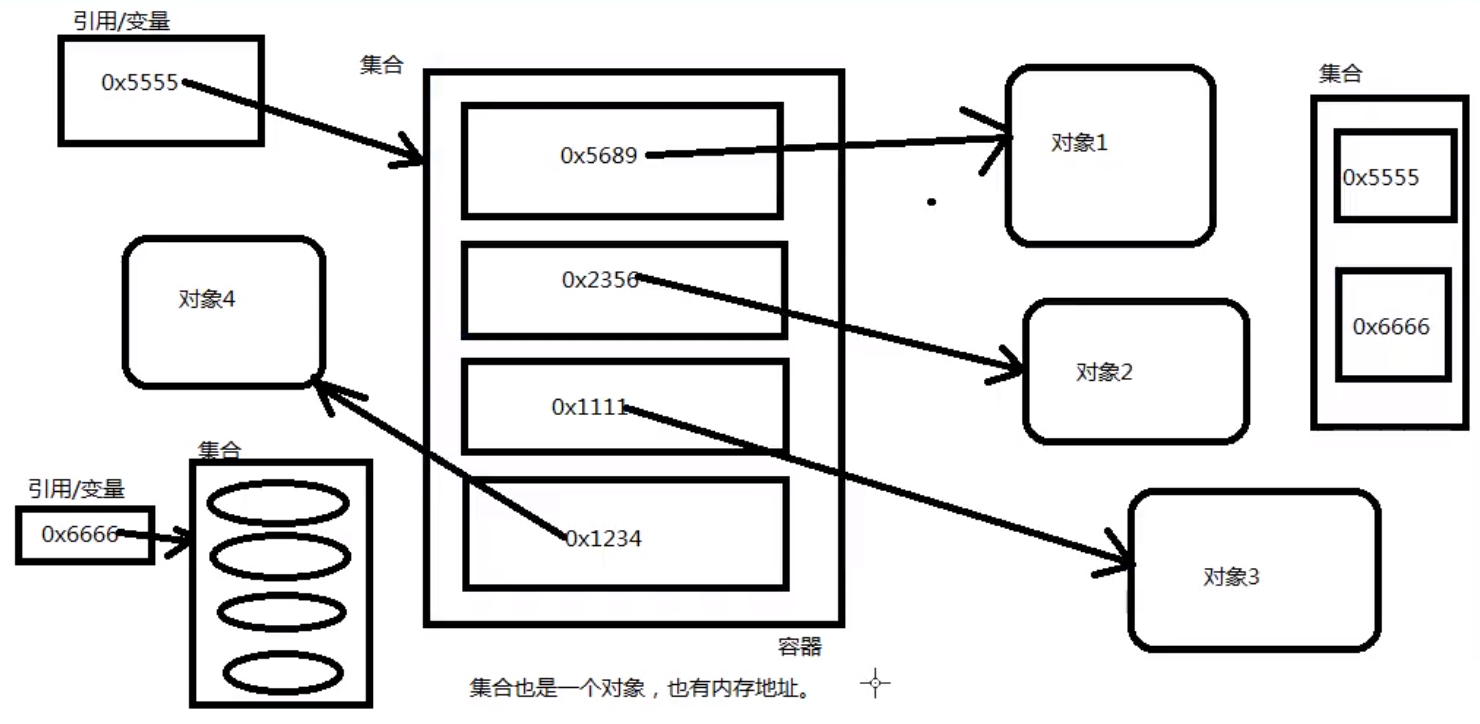 引用/变量
0x5555
集合
0x5689
对象1
集合
0x5555
0x2356
对象4
对象2
0x6666
0x1111
集合
引用/变量
0x6666
0x1234
对象3
容器
集合也是一个对象，也有内存地址。